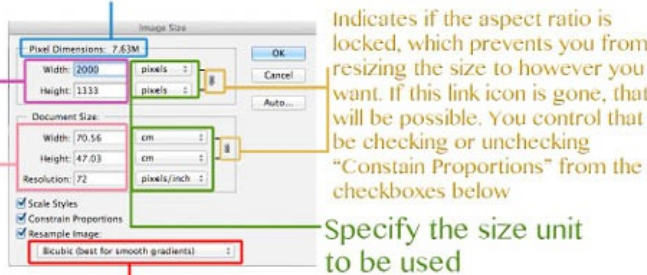 Image Size
Pixel Dimensions: 7.63M
Width: 2000 pixels
Height: 1333 pixels
Document Size:
Width: 70.56 cm
Height: 47.03 cm
Resolution: 72 pixels/inch
Scale Styles
Constrain Proportions
Resample Image:
Bicubic (best for smooth gradients)
OK
Cancel
Auto...
Indicates if the aspect ratio is
locked, which prevents you from
resizing the size to however you
want. If this link icon is gone, that
will be possible. You control that
be checking or unchecking
“Constain Proportions” from the
checkboxes below
Specify the size unit
to be used